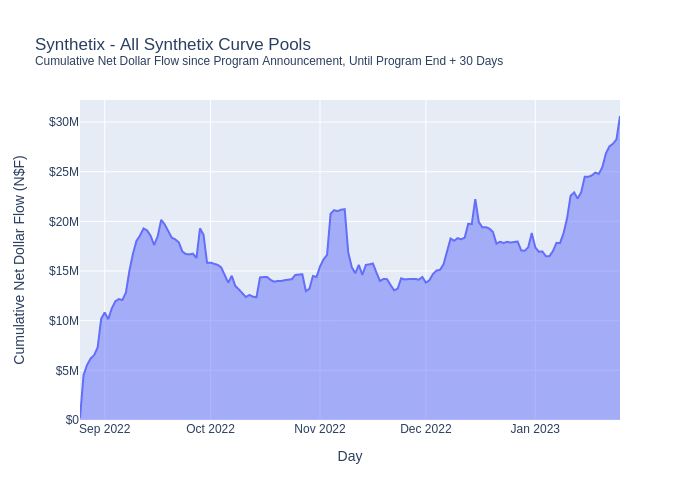 Synthetix - All Synthetix Curve Pools
Cumulative Net Dollar Flow since Program Announcement, Until Program End + 30 Days
Cumulative Net Dollar Flow (N$F)
$30M
$25M
$20M
$15M
$10M
$5M
$0
Sep 2022
Oct 2022
Nov 2022
Dec 2022
Jan 2023
Day